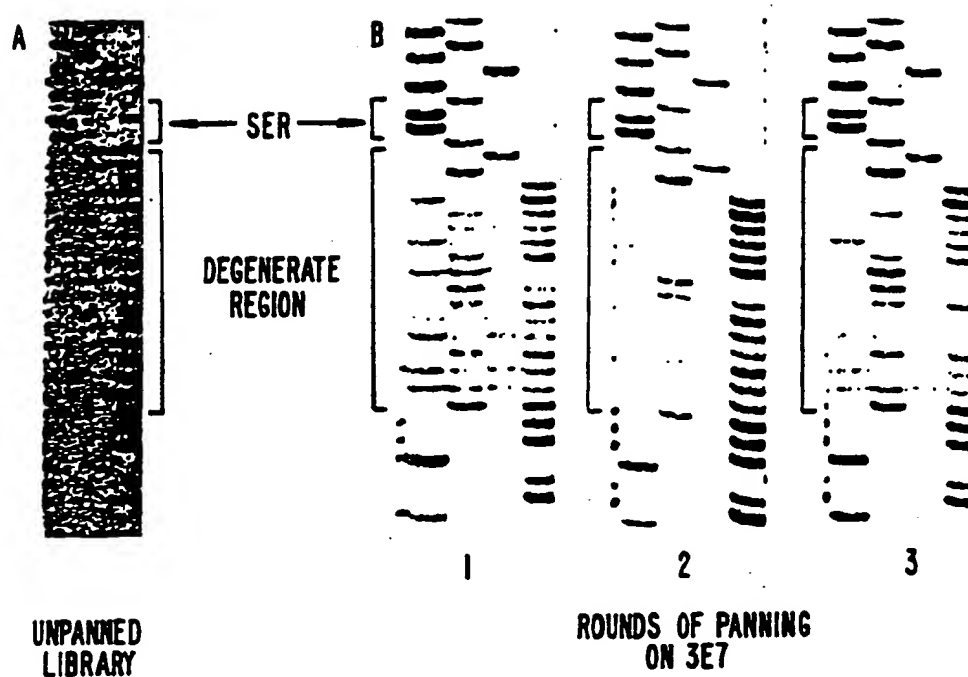 A
B
SER
DEGENERATE
REGION
1
2
3
UNPANNED
LIBRARY
ROUNDS OF PANNING
ON 3E7